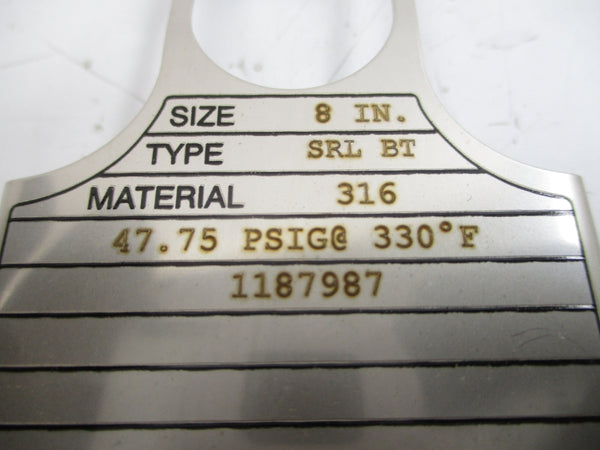 SIZE 8 IN.
TYPE SRL BT
MATERIAL 316
47.75 PSIG@ 330°F
1187987